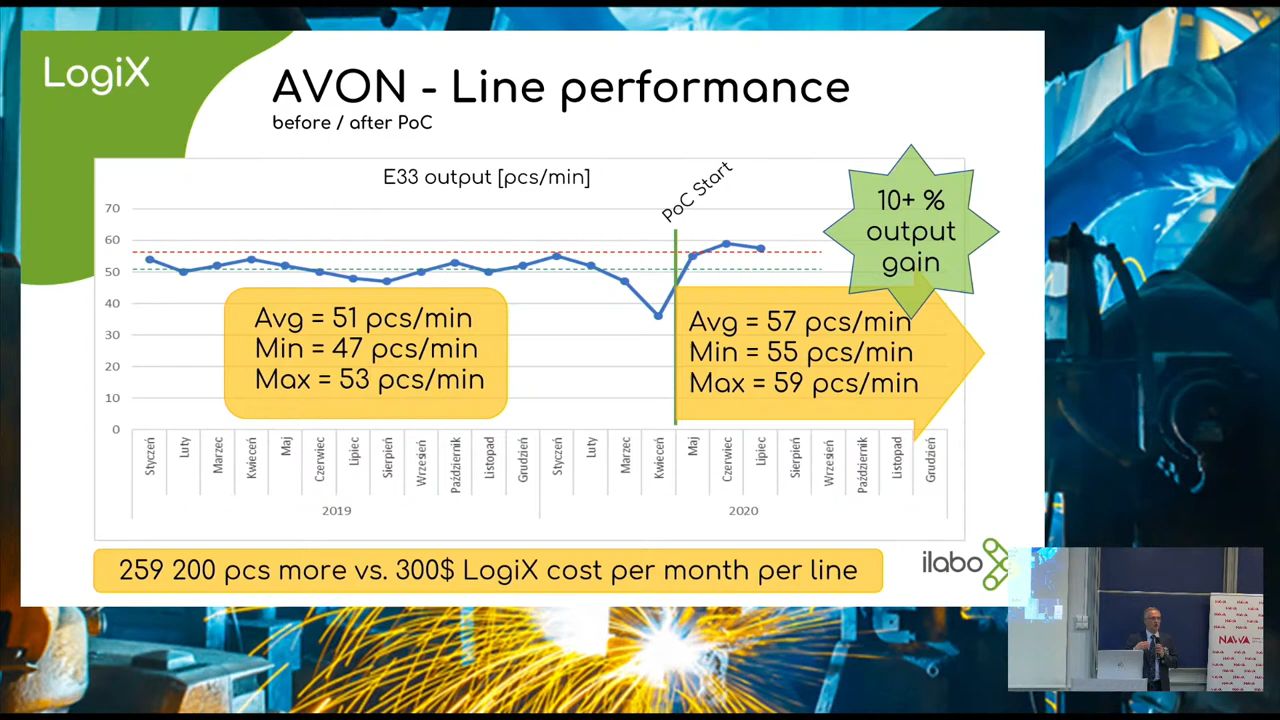 LogiX
AVON - Line performance
before / after PoC
E33 output [pcs/min]
PoC Start
10+ %
output
gain
70
60
50
40
30
20
10
0
Avg = 51 pcs/min
Min = 47 pcs/min
Max = 53 pcs/min
Avg = 57 pcs/min
Min = 55 pcs/min
Max = 59 pcs/min
Styczeń Luty Marzec Kwiecień Maj Czerwiec Lipiec Sierpień Wrzesień Październik Listopad Grudzień Styczeń Luty Marzec Kwiecień Maj Czerwiec Lipiec Sierpień Wrzesień Październik Listopad Grudzień
2019 2020
259 200 pcs more vs. 300$ LogiX cost per month per line
ilabo
NAWA